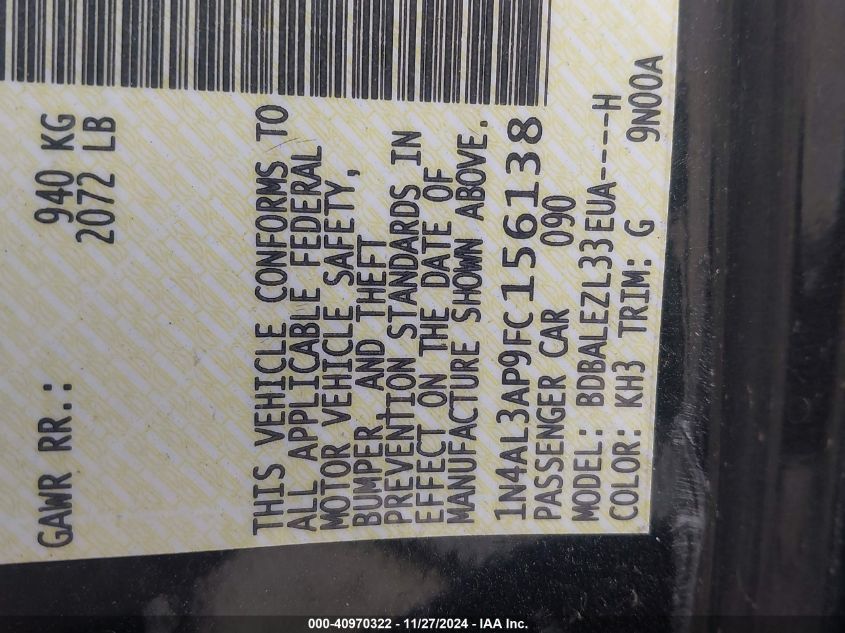 GAWR RR.: 940 KG
2072 LB
THIS VEHICLE CONFORMS TO
ALL APPLICABLE FEDERAL
MOTOR VEHICLE SAFETY,
BUMPER, AND THEFT
PREVENTION STANDARDS IN
EFFECT ON THE DATE OF
MANUFACTURE SHOWN ABOVE.
1N4AL3AP9FC156138
PASSENGER CAR 090
MODEL: BDBALEZL33EUA----H
COLOR: KH3 TRIM: G 9N00A
000-40970322 - 11/27/2024 - IAA Inc.